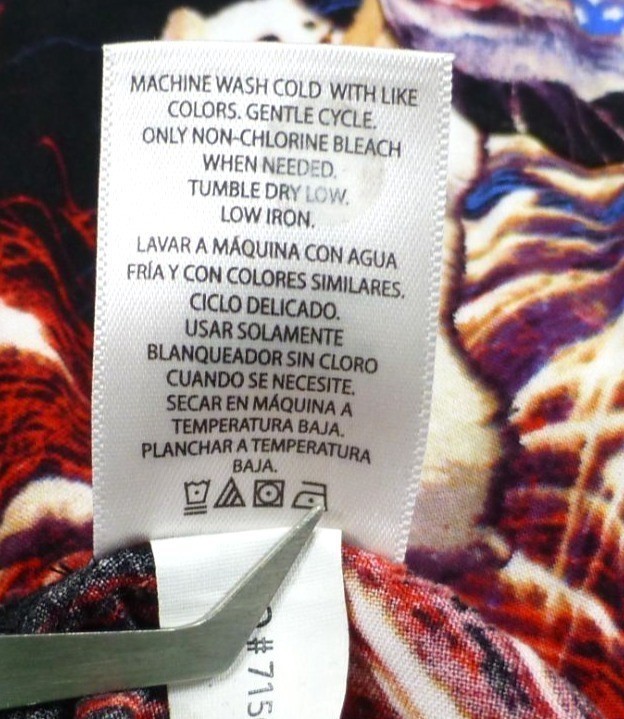 MACHINE WASH COLD WITH LIKE
COLORS. GENTLE CYCLE.
ONLY NON-CHLORINE BLEACH
WHEN NEEDED.
TUMBLE DRY LOW.
LOW IRON.
LAVAR A MÁQUINA CON AGUA
FRÍA Y CON COLORES SIMILARES.
CICLO DELICADO.
USAR SOLAMENTE
BLANQUEADOR SIN CLORO
CUANDO SE NECESITE.
SECAR EN MÁQUINA A
TEMPERATURA BAJA.
PLANCHAR A TEMPERATURA
BAJA.
#715